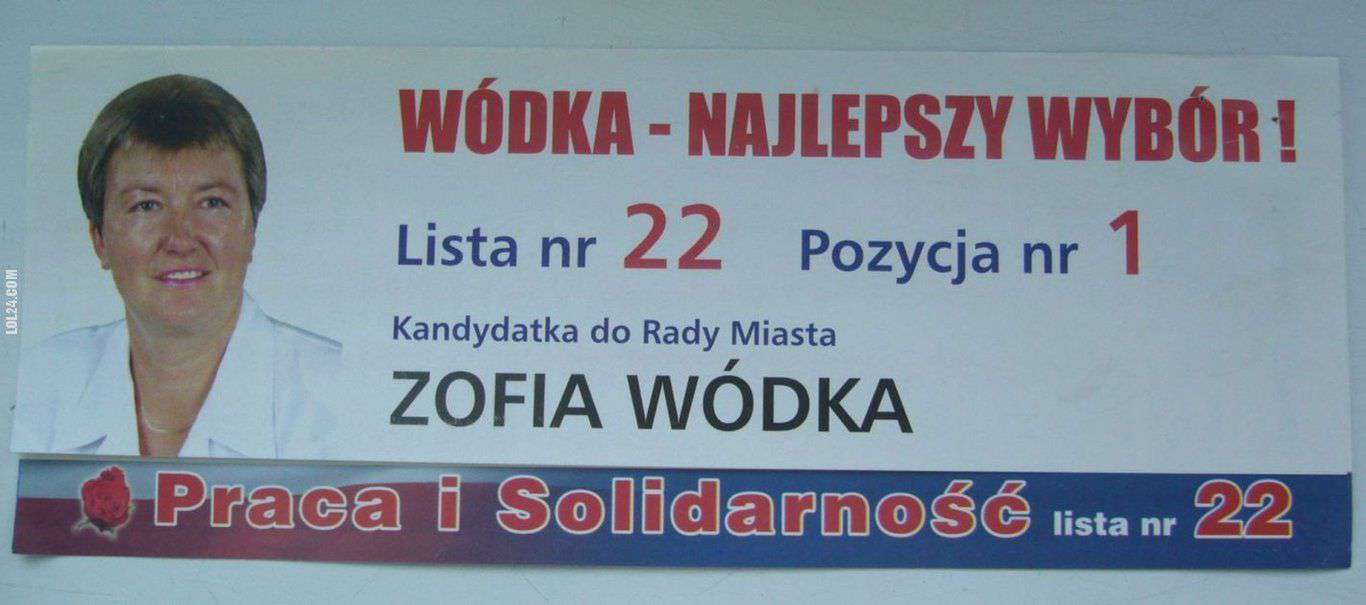 WÓDKA - NAJLEPSZY WYBÓR !
Lista nr 22 Pozycja nr 1
Kandydatka do Rady Miasta
ZOFIA WÓDKA
Praca i Solidarność lista nr 22
LOL24.COM